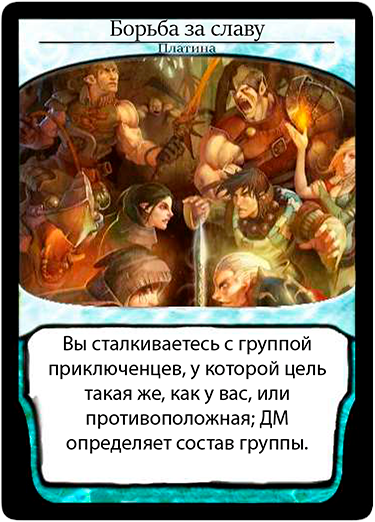 Борьба за славу
Платина
Вы сталкиваетесь с группой
приключенцев, у которой цель
такая же, как у вас, или
противоположная; ДМ
определяет состав группы.